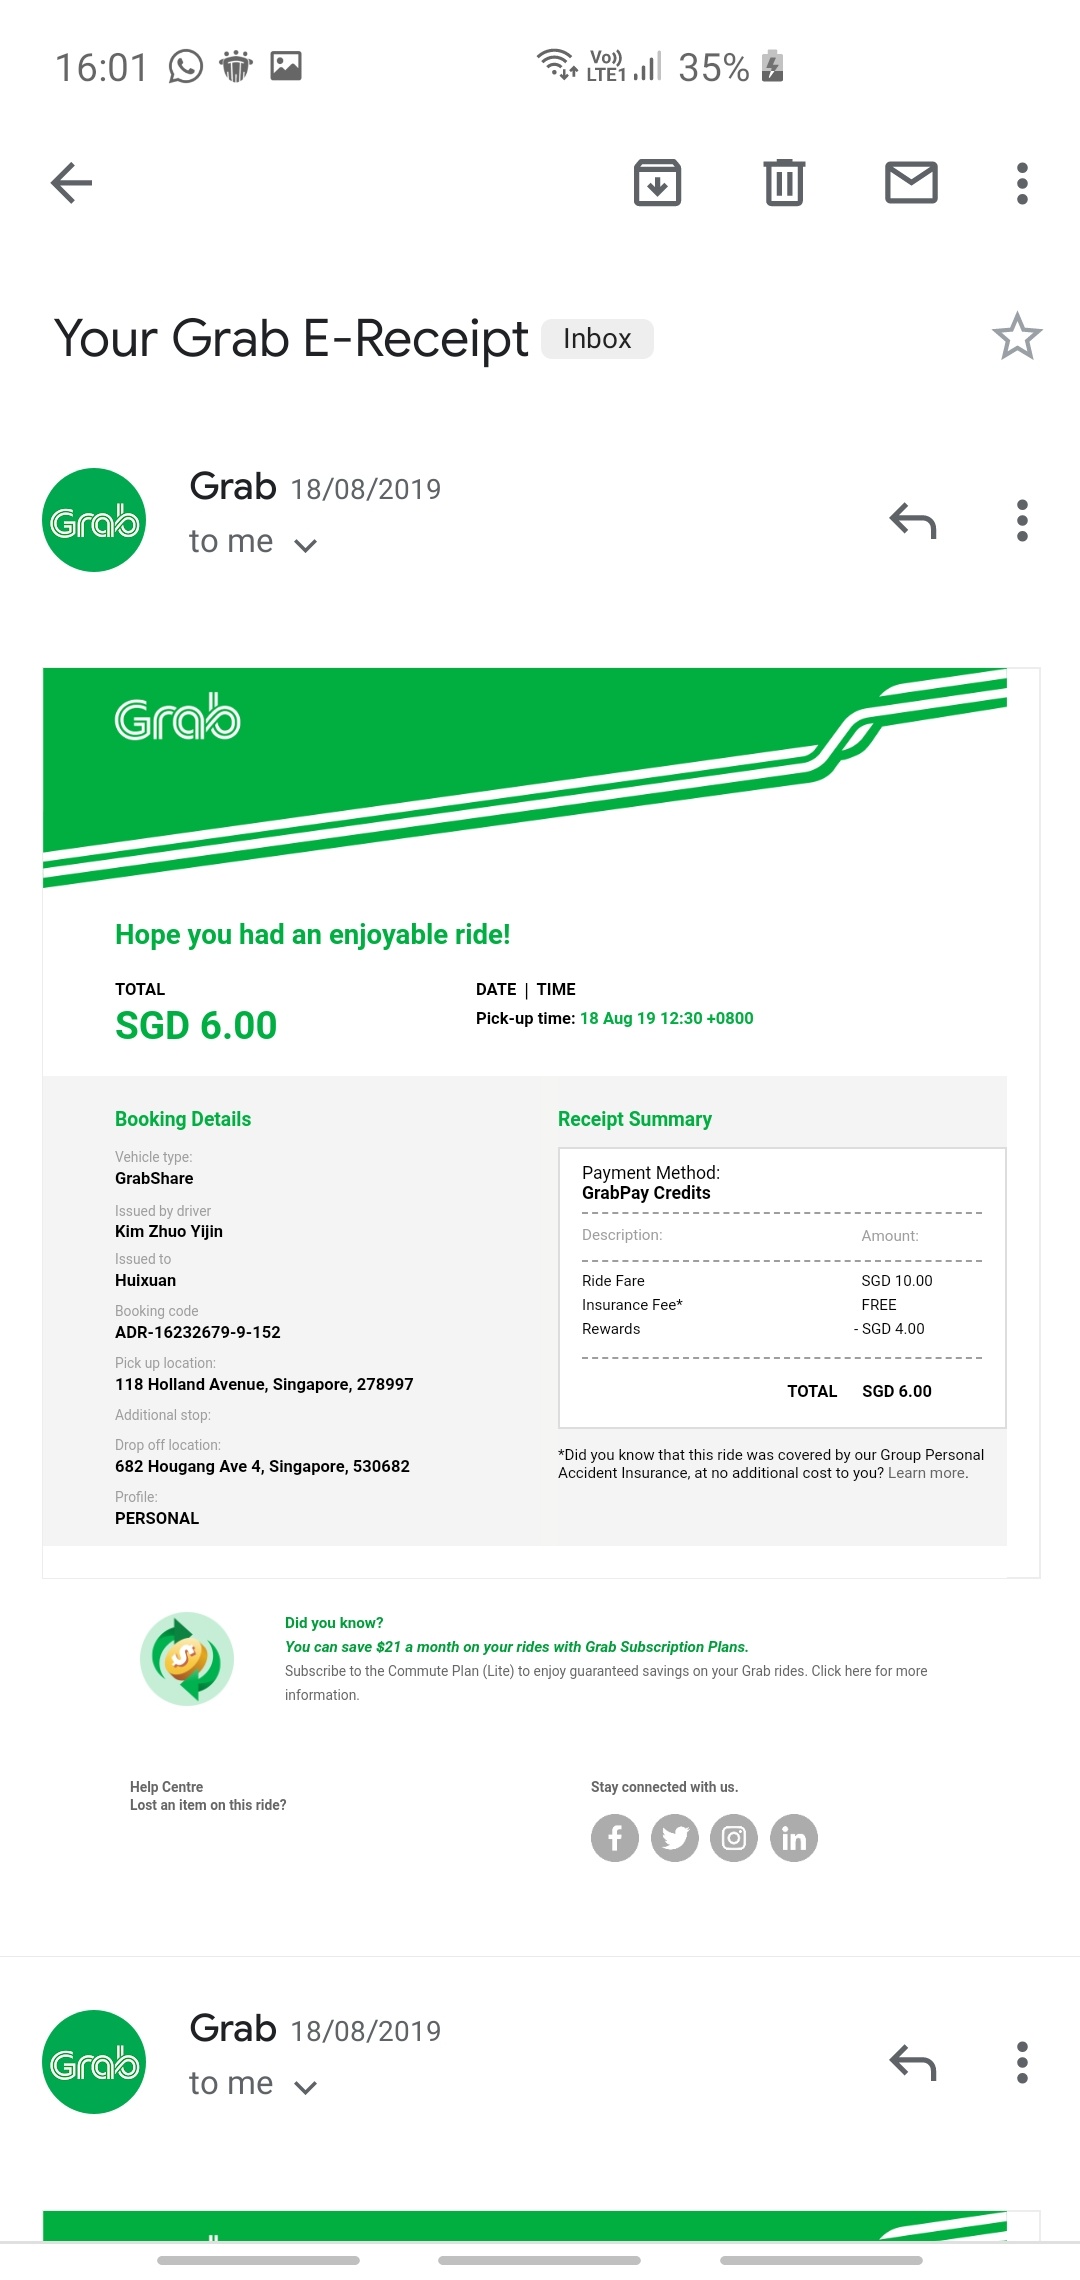 16:01
Vo))
LTE1
35%
Your Grab E-Receipt
Inbox
Grab 18/08/2019
Grab
to me
Grab
Hope you had an enjoyable ride!
TOTAL
SGD 6.00
DATE | TIME
Pick-up time: 18 Aug 19 12:30 +0800
Booking Details
Vehicle type:
GrabShare
Issued by driver
Kim Zhuo Yijin
Issued to
Huixuan
Booking code
ADR-16232679-9-152
Pick up location:
118 Holland Avenue, Singapore, 278997
Additional stop:
Drop off location:
682 Hougang Ave 4, Singapore, 530682
Profile:
PERSONAL
Receipt Summary
Payment Method:
GrabPay Credits
Description: Amount:
Ride Fare SGD 10.00
Insurance Fee* FREE
Rewards - SGD 4.00
TOTAL SGD 6.00
*Did you know that this ride was covered by our Group Personal
Accident Insurance, at no additional cost to you? Learn more.
Did you know?
You can save $21 a month on your rides with Grab Subscription Plans.
Subscribe to the Commute Plan (Lite) to enjoy guaranteed savings on your Grab rides. Click here for more
information.
Help Centre
Lost an item on this ride?
Stay connected with us.
Grab 18/08/2019
Grab
to me